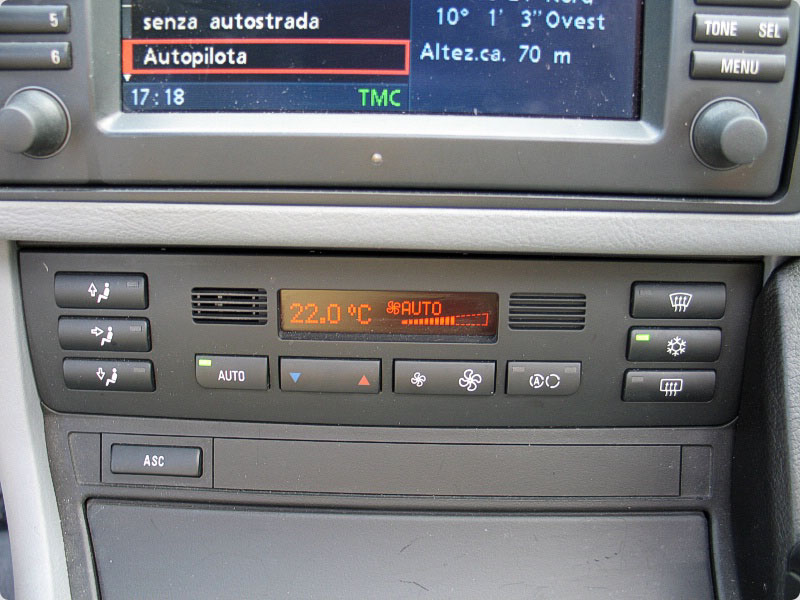 5
6
senza autostrada
Autopilota
17:18
TMC
10° 1' 3" Ovest
Altez.ca. 70 m
TONE SEL
MENU
22.0 °C
AUTO
AUTO
A
ASC